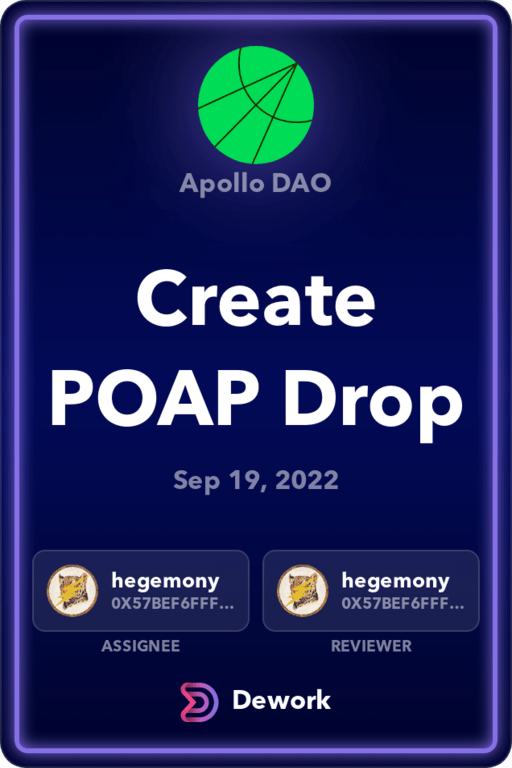 Apollo DAO
Create
POAP Drop
Sep 19, 2022
hegemony
0X57BEF6FFF...
ASSIGNEE
hegemony
0X57BEF6FFF...
REVIEWER
Dework